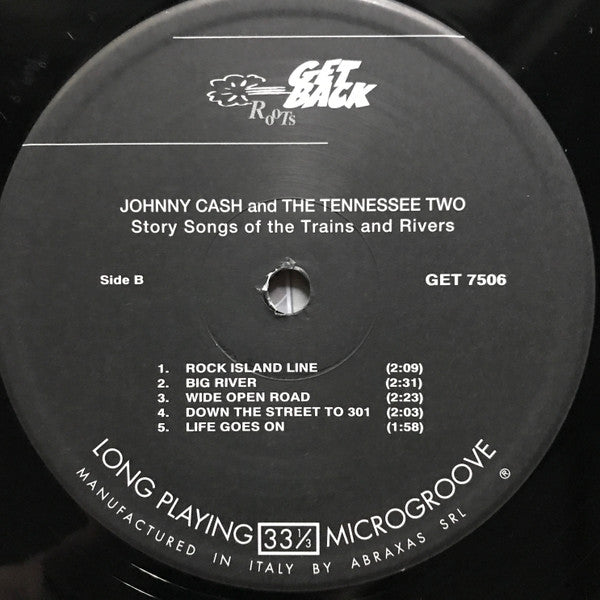 GET
BACK
RooTs
JOHNNY CASH and THE TENNESSEE TWO
Story Songs of the Trains and Rivers
Side B
GET 7506
1. ROCK ISLAND LINE (2:09)
2. BIG RIVER (2:31)
3. WIDE OPEN ROAD (2:23)
4. DOWN THE STREET TO 301 (2:03)
5. LIFE GOES ON (1:58)
LONG PLAYING 33 1/3 MICROGROOVE ®
MANUFACTURED IN ITALY BY ABRAXAS SRL